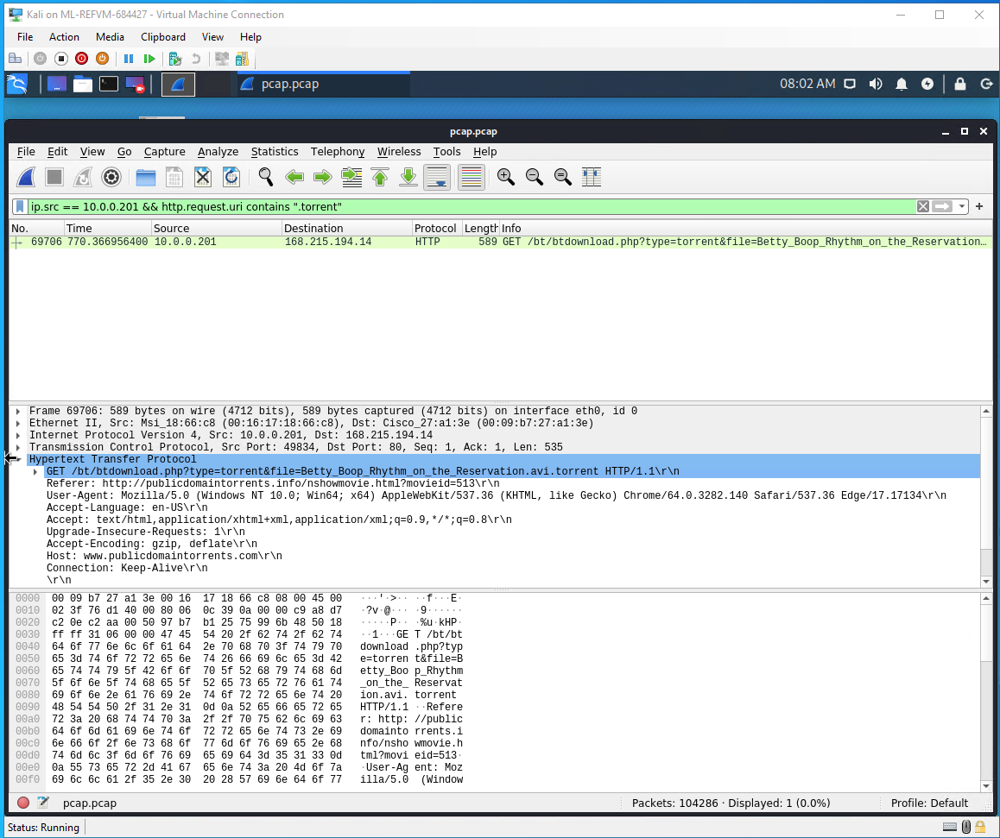 Kali on ML-REFVM-684427 - Virtual Machine Connection
File Action Media Clipboard View Help
pcap.pcap 08:02 AM
pcap.pcap
File Edit View Go Capture Analyze Statistics Telephony Wireless Tools Help
ip.src == 10.0.0.201 && http.request.uri contains ".torrent"
No. Time Source Destination Protocol Length Info
69706 770.366956400 10.0.0.201 168.215.194.14 HTTP 589 GET /bt/btdownload.php?type=torrent&file=Betty_Boop_Rhythm_on_the_Reservation…
Frame 69706: 589 bytes on wire (4712 bits), 589 bytes captured (4712 bits) on interface eth0, id 0
Ethernet II, Src: Msi_18:66:c8 (00:16:17:18:66:c8), Dst: Cisco_27:a1:3e (00:09:b7:27:a1:3e)
Internet Protocol Version 4, Src: 10.0.0.201, Dst: 168.215.194.14
Transmission Control Protocol, Src Port: 49834, Dst Port: 80, Seq: 1, Ack: 1, Len: 535
Hypertext Transfer Protocol
GET /bt/btdownload.php?type=torrent&file=Betty_Boop_Rhythm_on_the_Reservation.avi.torrent HTTP/1.1\r\n
Referer: http://publicdomaintorrents.info/nshowmovie.html?movieid=513\r\n
User-Agent: Mozilla/5.0 (Windows NT 10.0; Win64; x64) AppleWebKit/537.36 (KHTML, like Gecko) Chrome/64.0.3282.140 Safari/537.36 Edge/17.17134\r\n
Accept-Language: en-US\r\n
Accept: text/html,application/xhtml+xml,application/xml;q=0.9,*/*;q=0.8\r\n
Upgrade-Insecure-Requests: 1\r\n
Accept-Encoding: gzip, deflate\r\n
Host: www.publicdomaintorrents.com\r\n
Connection: Keep-Alive\r\n
\r\n
0000 00 09 b7 27 a1 3e 00 16 17 18 66 c8 08 00 45 00 ···'·>·· ··f···E·
0010 02 3f 76 d1 40 00 80 06 0c 39 0a 00 00 c9 a8 d7 ·?v·@··· ·9······
0020 c2 0e c2 aa 00 50 97 b7 b1 25 75 99 6b 48 50 18 ·····P·· ·%u·kHP·
0030 ff ff 31 06 00 00 47 45 54 20 2f 62 74 2f 62 74 ··1···GE T /bt/bt
0040 64 6f 77 6e 6c 6f 61 64 2e 70 68 70 3f 74 79 70 download .php?typ
0050 65 3d 74 6f 72 72 65 6e 74 26 66 69 6c 65 3d 42 e=torren t&file=B
0060 65 74 74 79 5f 42 6f 6f 70 5f 52 68 79 74 68 6d etty_Boo p_Rhythm
0070 5f 6f 6e 5f 74 68 65 5f 52 65 73 65 72 76 61 74 _on_the_ Reservat
0080 69 6f 6e 2e 61 76 69 2e 74 6f 72 72 65 6e 74 20 ion.avi. torrent
0090 48 54 54 50 2f 31 2e 31 0d 0a 52 65 66 65 72 65 HTTP/1.1 ··Refere
00a0 72 3a 20 68 74 74 70 3a 2f 2f 70 75 62 6c 69 63 r: http: //public
00b0 64 6f 6d 61 69 6e 74 6f 72 72 65 6e 74 73 2e 69 domainto rrents.i
00c0 6e 66 6f 2f 6e 73 68 6f 77 6d 6f 76 69 65 2e 68 nfo/nsho wmovie.h
00d0 74 6d 6c 3f 6d 6f 76 69 65 69 64 3d 35 31 33 0d tml?movi eid=513·
00e0 0a 55 73 65 72 2d 41 67 65 6e 74 3a 20 4d 6f 7a ·User-Ag ent: Moz
00f0 69 6c 6c 61 2f 35 2e 30 20 28 57 69 6e 64 6f 77 illa/5.0 (Window
pcap.pcap Packets: 104286 · Displayed: 1 (0.0%) Profile: Default
Status: Running